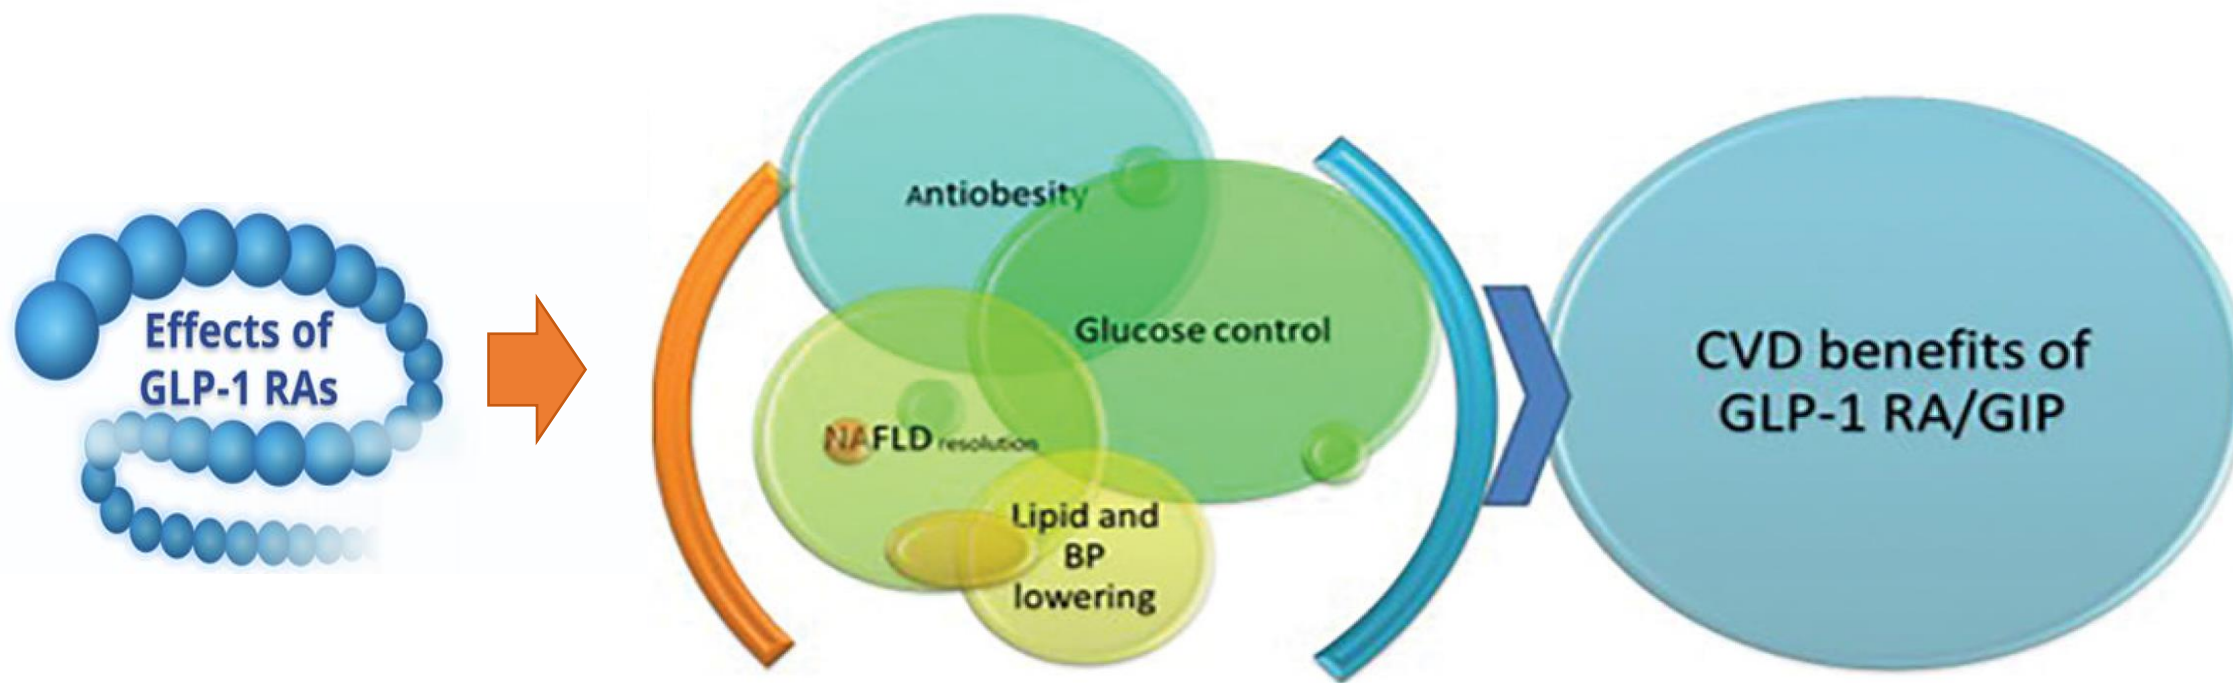 Effects of
GLP-1 RAs
Antiobesity
Glucose control
NAFLD resolution
Lipid and
BP
lowering
CVD benefits of
GLP-1 RA/GIP